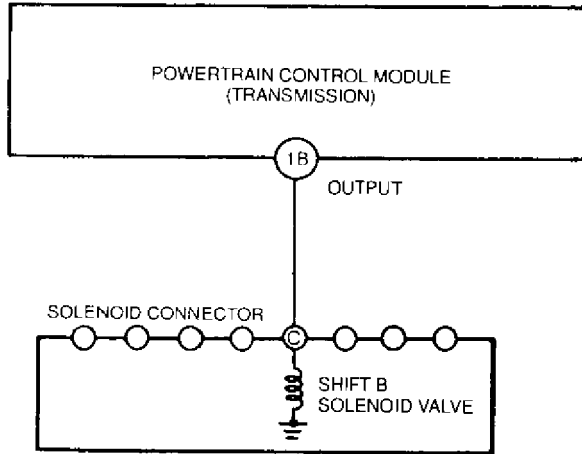 POWERTRAIN CONTROL MODULE
(TRANSMISSION)
1B
OUTPUT
SOLENOID CONNECTOR
C
SHIFT B
SOLENOID VALVE